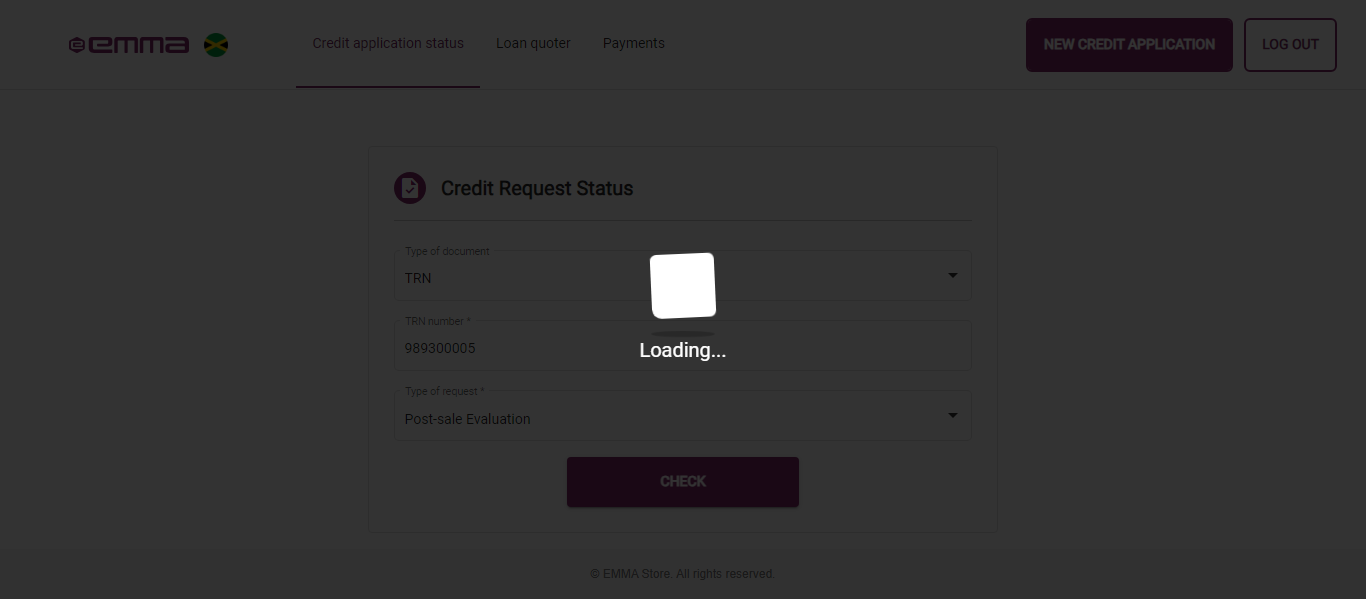 emma
Credit application status
Loan quoter
Payments
NEW CREDIT APPLICATION
LOG OUT
Credit Request Status
Type of document
TRN
TRN number *
989300005
Loading...
Type of request *
Post-sale Evaluation
CHECK
© EMMA Store. All rights reserved.